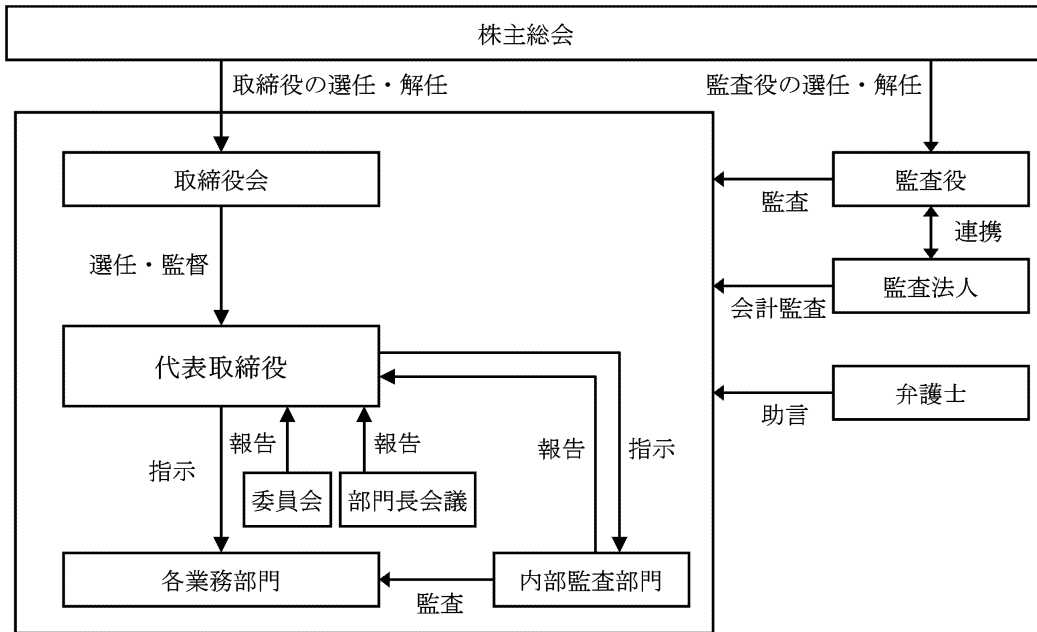 株主総会
取締役の選任・解任
監査役の選任・解任
取締役会
監査役
監査
連携
選任・監督
監査法人
会計監査
代表取締役
弁護士
助言
報告
報告
報告
指示
指示
委員会
部門長会議
各業務部門
内部監査部門
監査